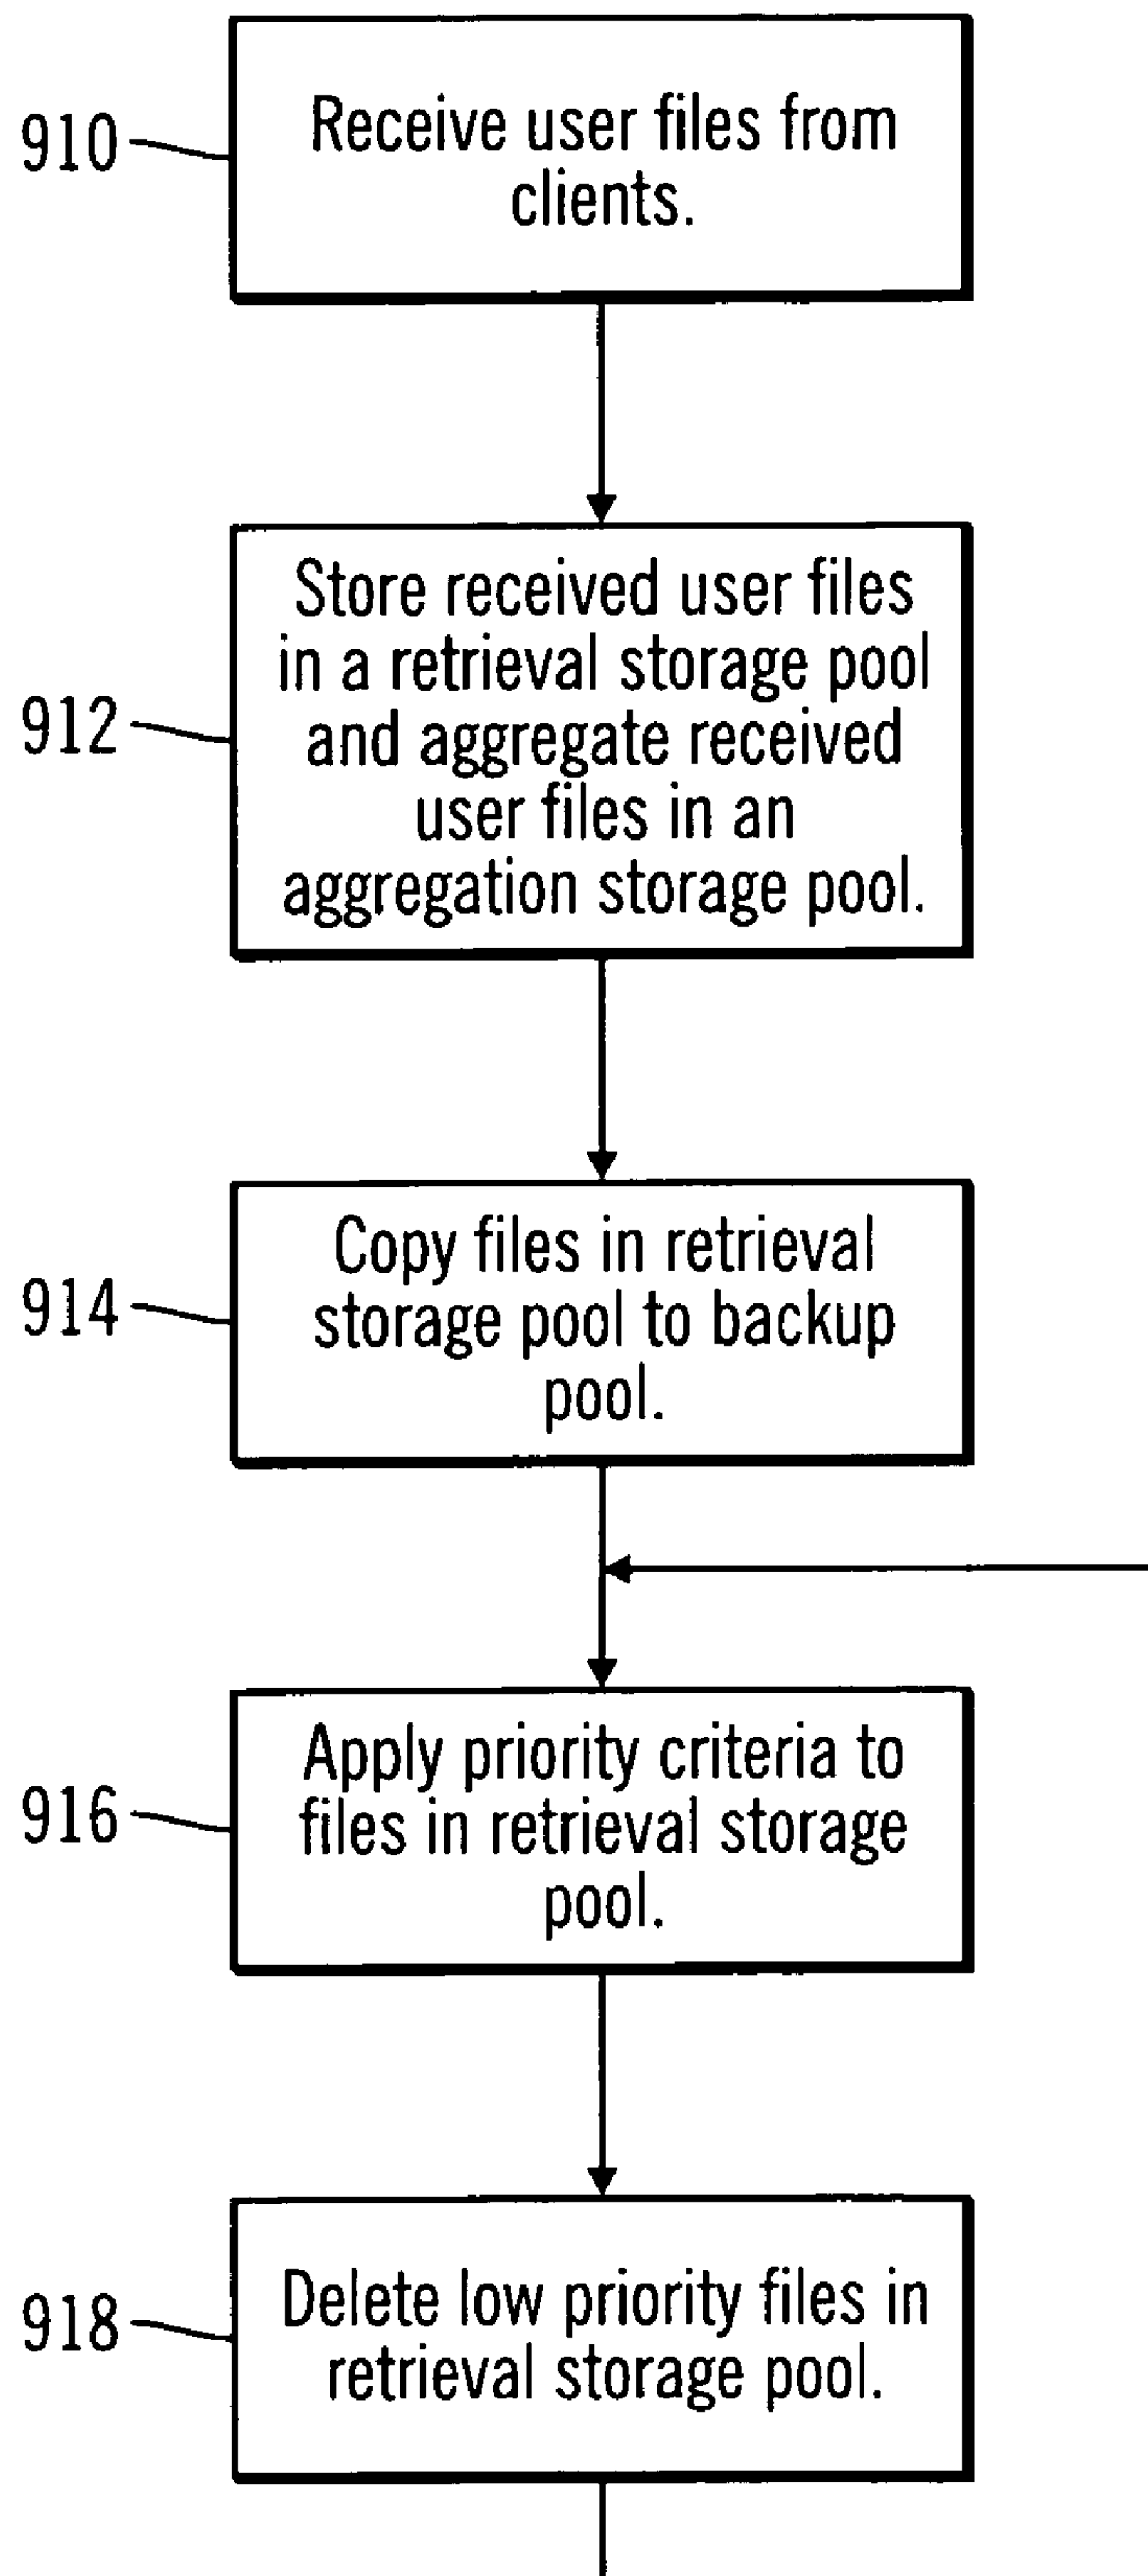 910
Receive user files from
clients.
912
Store received user files
in a retrieval storage pool
and aggregate received
user files in an
aggregation storage pool.
914
Copy files in retrieval
storage pool to backup
pool.
916
Apply priority criteria to
files in retrieval storage
pool.
918
Delete low priority files in
retrieval storage pool.